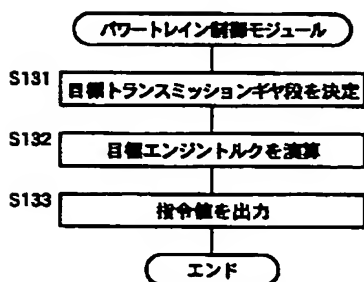 パワートレイン制御モジュール
S131
目標トランスミッションギヤ段を決定
S132
目標エンジントルクを演算
S133
指令値を出力
エンド